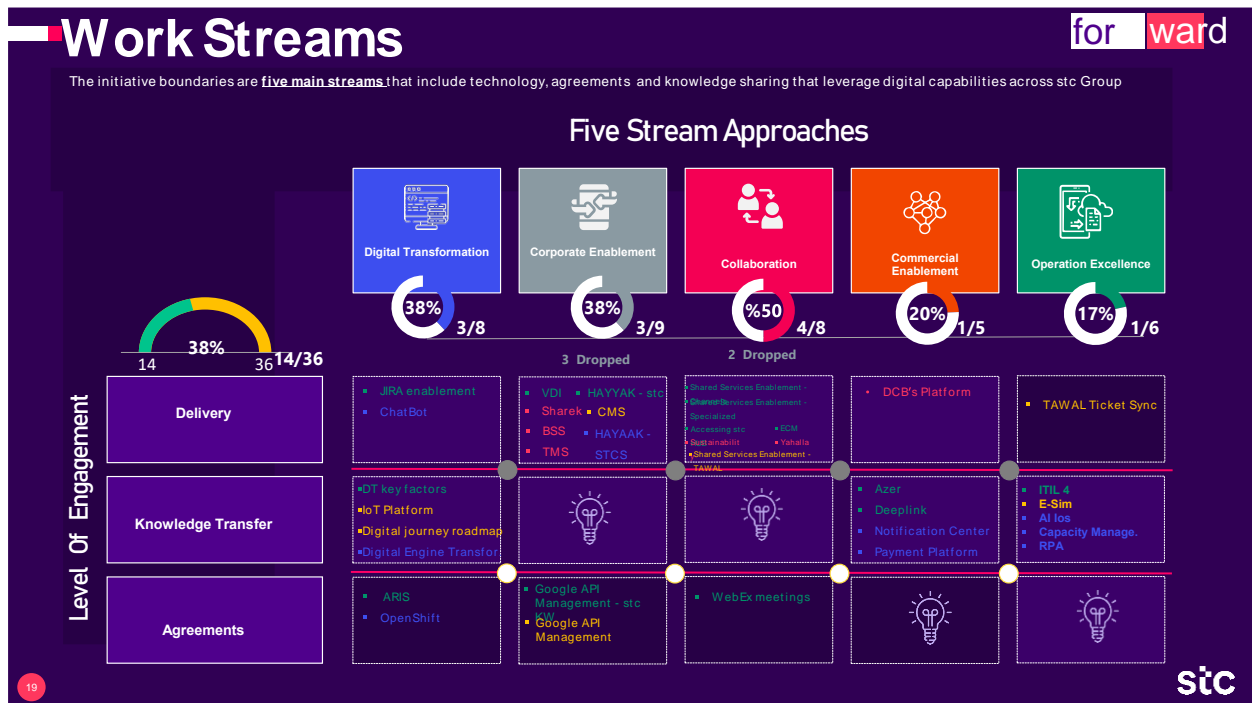 Work Streams
for ward
The initiative boundaries are five main streams that include technology, agreements and knowledge sharing that leverage digital capabilities across stc Group
Five Stream Approaches
Digital Transformation
Corporate Enablement
Collaboration
Commercial
Enablement
Operation Excellence
38%
3/8
38%
3/9
%50
4/8
20%
1/5
17%
1/6
38%
14
36
14/36
3 Dropped
2 Dropped
Level Of Engagement
Delivery
JIRA enablement
ChatBot
VDI
HAYYAK - stc
Sharek
CMS
BSS
HAYAAK -
STCS
TMS
Shared Services Enablement -
Shared Services Enablement -
Specialized
Accessing stc
ECM
Sustainabilit
Yahalla
Shared Services Enablement -
TAWAL
DCB's Platform
TAWAL Ticket Sync
Knowledge Transfer
DT key factors
IoT Platform
Digital journey roadmap
Digital Engine Transfor
Azer
Deeplink
Notification Center
Payment Platform
ITIL 4
E-Sim
AI los
Capacity Manage.
RPA
Agreements
ARIS
OpenShift
Google API
Management - stc
KW
Google API
Management
WebEx meetings
19
stc